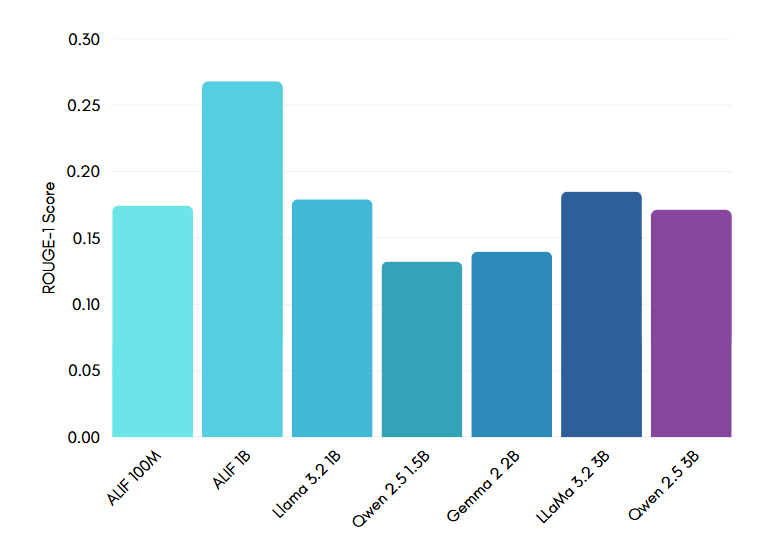 0.30
0.25
0.20
0.15
0.10
0.05
0.00
ROUGE-1 Score
ALIF 100M
ALIF 1B
Llama 3.2 1B
Qwen 2.5 1.5B
Gemma 2 2B
LLaMa 3.2 3B
Qwen 2.5 3B